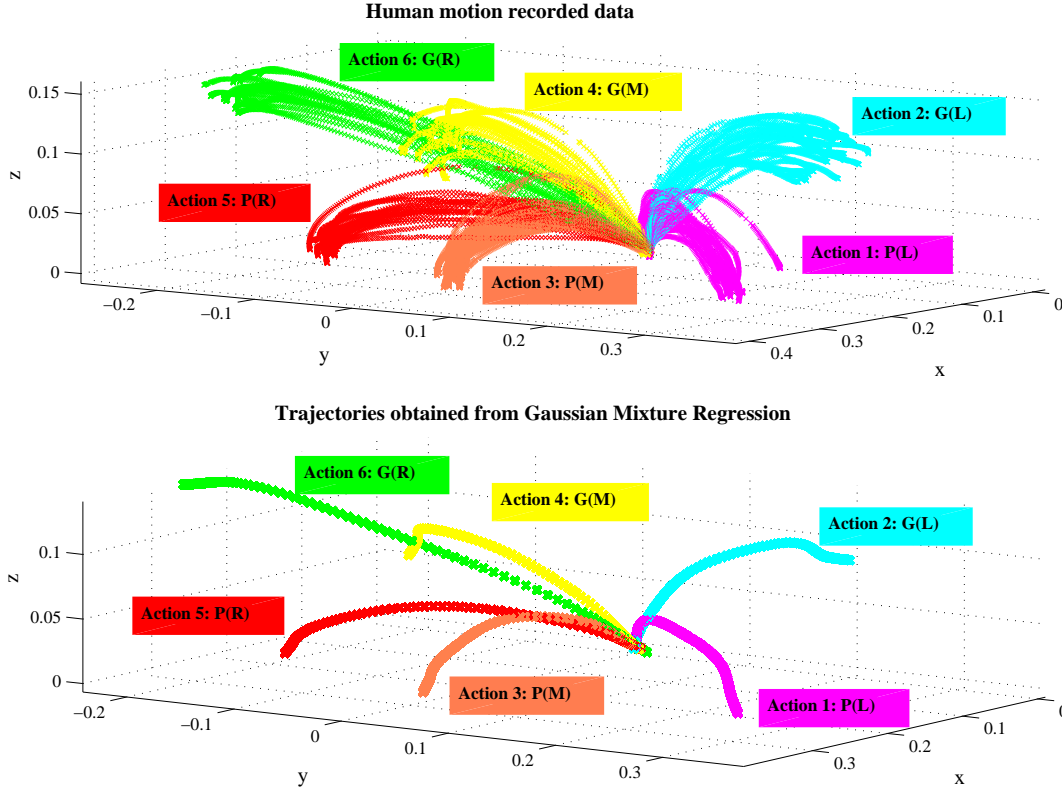 Human motion recorded data
Action 6: G(R)
Action 4: G(M)
Action 2: G(L)
Action 5: P(R)
Action 3: P(M)
Action 1: P(L)
0.15
0.1
0.05
0
z
−0.2
−0.1
0
0.1
0.2
0.3
y
0.4
0.3
0.2
0.1
0
x
Trajectories obtained from Gaussian Mixture Regression
Action 6: G(R)
Action 4: G(M)
Action 2: G(L)
Action 5: P(R)
Action 3: P(M)
Action 1: P(L)
0.1
0.05
0
z
−0.2
−0.1
0
0.1
0.2
0.3
y
0.3
0.2
0.1
0
x